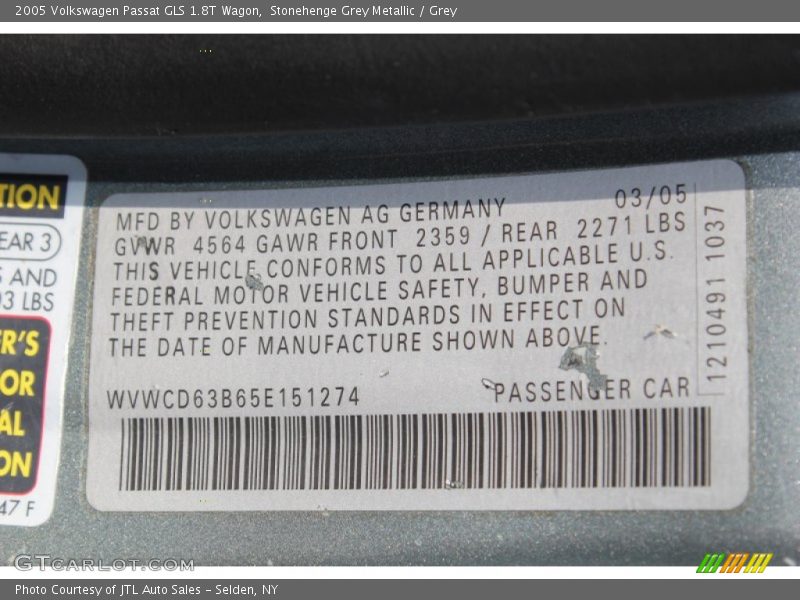 2005 Volkswagen Passat GLS 1.8T Wagon, Stonehenge Grey Metallic / Grey
TION
EAR 3
S AND
03 LBS
ER'S
OR
AL
ON
47 F
03/05
MFD BY VOLKSWAGEN AG GERMANY
GVWR 4564 GAWR FRONT 2359 / REAR 2271 LBS
THIS VEHICLE CONFORMS TO ALL APPLICABLE U.S.
FEDERAL MOTOR VEHICLE SAFETY, BUMPER AND
THEFT PREVENTION STANDARDS IN EFFECT ON
THE DATE OF MANUFACTURE SHOWN ABOVE.
WVWCD63B65E151274 PASSENGER CAR
1210491 1037
GTCarLot.com
Photo Courtesy of JTL Auto Sales - Selden, NY